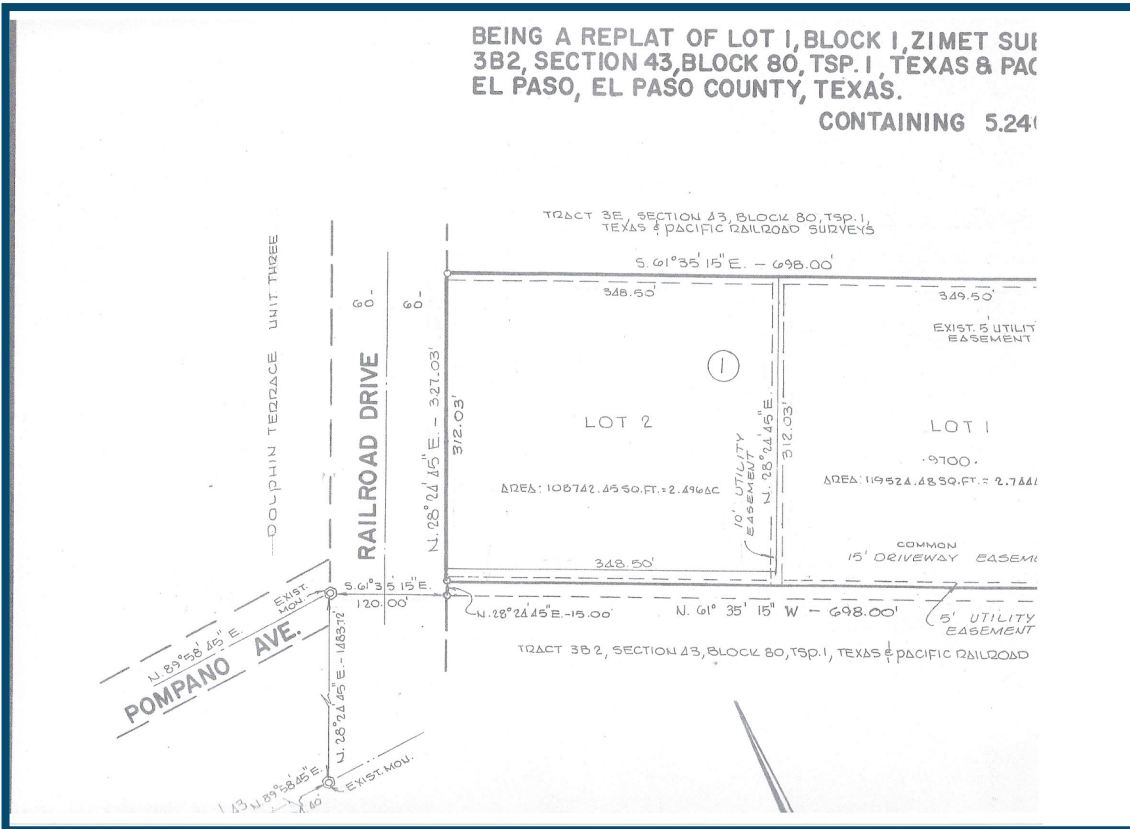 BEING A REPLAT OF LOT 1, BLOCK 1, ZIMET
3B2, SECTION 43, BLOCK 80, TSP. 1, TEXAS & PAC
EL PASO, EL PASO COUNTY, TEXAS.
CONTAINING 5.24
TRACT 3E, SECTION 43, BLOCK 80, TSP. 1,
TEXAS & PACIFIC RAILROAD SURVEYS
S. 61° 35' 15" E. – 698.00'
348.50'
349.50'
EXIST. 5' UTILIT
EASEMENT
DOLPHIN TERRACE UNIT THREE
60-
60-
RAILROAD DRIVE
N. 28° 24' 45" E. – 327.03'
312.03'
1
LOT 2
AREA: 108742.45 SQ. FT. = 2.496 AC
10' UTILITY
EASEMENT
N. 28° 24' 45" E.
312.03'
LOT 1
·9700·
AREA: 119524.48 SQ. FT. = 2.744
COMMON
15' DRIVEWAY EASEME
348.50'
S. 61° 35' 15" E.
120.00'
N. 28° 24' 45" E. – 15.00'
N. 61° 35' 15" W – 698.00'
5' UTILITY
EASEMENT
TRACT 3B2, SECTION 43, BLOCK 80, TSP. 1, TEXAS & PACIFIC RAILROAD
EXIST.
MON.
N. 89° 58' 45" E.
POMPANO AVE.
N. 28° 24' 45" E. – 1483.72'
N. 89° 58' 45" E.
EXIST. MON.
43
40'